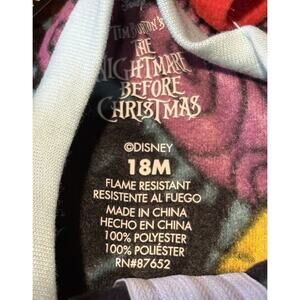 Disney
TIM BURTON'S
THE
NIGHTMARE
BEFORE
CHRISTMAS
©DISNEY
18M
FLAME RESISTANT
RESISTENTE AL FUEGO
MADE IN CHINA
HECHO EN CHINA
100% POLYESTER
100% POLIÉSTER
RN#87652